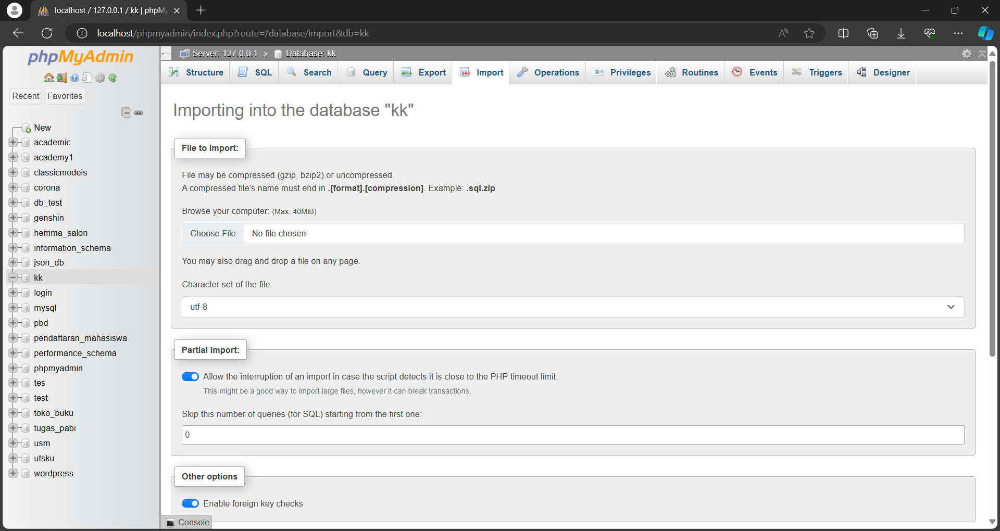 localhost / 127.0.0.1 / kk | phpMy
localhost/phpmyadmin/index.php?route=/database/import&db=kk
phpMyAdmin
Recent Favorites
New
academic
academy1
classicmodels
corona
db_test
genshin
hemma_salon
information_schema
json_db
kk
login
mysql
pbd
pendaftaran_mahasiswa
performance_schema
phpmyadmin
tes
test
toko_buku
tugas_pabi
usm
utsku
wordpress
Server: 127.0.0.1 » Database: kk
Structure SQL Search Query Export Import Operations Privileges Routines Events Triggers Designer
Importing into the database "kk"
File to import:
File may be compressed (gzip, bzip2) or uncompressed.
A compressed file's name must end in .[format].[compression]. Example: .sql.zip
Browse your computer: (Max: 40MiB)
Choose File No file chosen
You may also drag and drop a file on any page.
Character set of the file:
utf-8
Partial import:
Allow the interruption of an import in case the script detects it is close to the PHP timeout limit.
This might be a good way to import large files, however it can break transactions.
Skip this number of queries (for SQL) starting from the first one:
0
Other options
Enable foreign key checks
Console